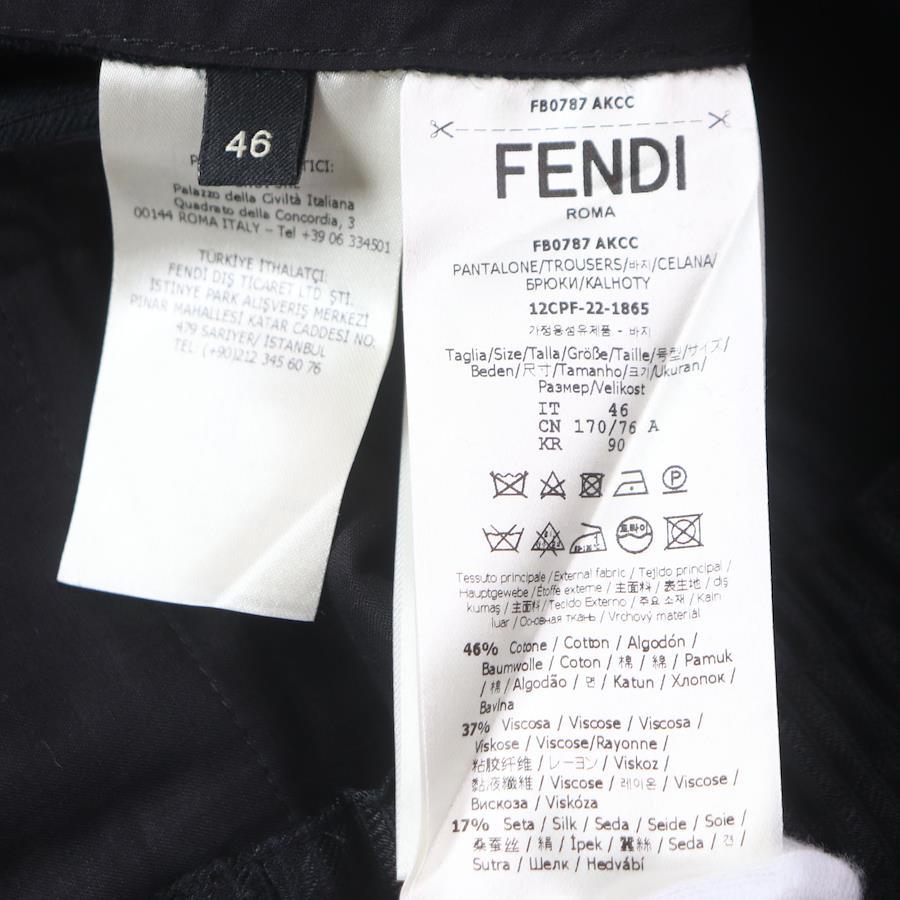 46
TICI:
Palazzo della Civiltà Italiana
Quadrato della Concordia, 3
00144 ROMA ITALY - Tel +39 06 334501
TÜRKİYE İTHALATÇI:
FENDI DIŞ TİCARET LTD ŞTİ.
İSTİNYE PARK ALIŞVERİŞ MERKEZİ
PINAR MAHALLESİ KATAR CADDESİ NO:
479 SARIYER/ İSTANBUL
TEL: (+90)212 345 60 76
FB0787 AKCC
FENDI
ROMA
FB0787 AKCC
PANTALONE/TROUSERS/바지/CELANA/
БРЮКИ/KALHOTY
12CPF-22-1865
가정용섬유제품 - 바지
Taglia/Size/Talla/Größe/Taille/号型/サイズ/
Beden/尺寸/Tamanho/크기/Ukuran/
Размер/Velikost
IT 46
CN 170/76 A
KR 90
P
드라이
Tessuto principale / External fabric / Tejido principal /
Hauptgewebe / Étoffe externe / 主面料 / 表生地 / dış
kumaş / 主面料 / Tecido Externo / 주요 소재 / Kain
luar / Основная ткань / Vrchový materiál
46% Cotone / Cotton / Algodón /
Baumwolle / Coton / 棉 / 綿 / Pamuk
/ 棉 / Algodão / 면 / Katun / Хлопок /
Bavlna
37% Viscosa / Viscose / Viscosa /
Viskose / Viscose/Rayonne /
粘胶纤维 / レーヨン / Viskoz /
黏液纖維 / Viscose / 레이온 / Viscose /
Вискоза / Viskóza
17% Seta / Silk / Seda / Seide / Soie /
桑蚕丝 / 絹 / İpek / 絲 / Seda / 견 /
Sutra / Шелк / Hedvábí